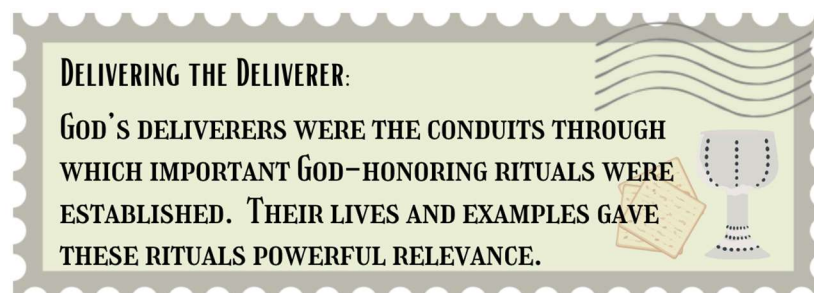 Delivering the Deliverer:
God's deliverers were the conduits through
which important God-honoring rituals were
established. Their lives and examples gave
these rituals powerful relevance.